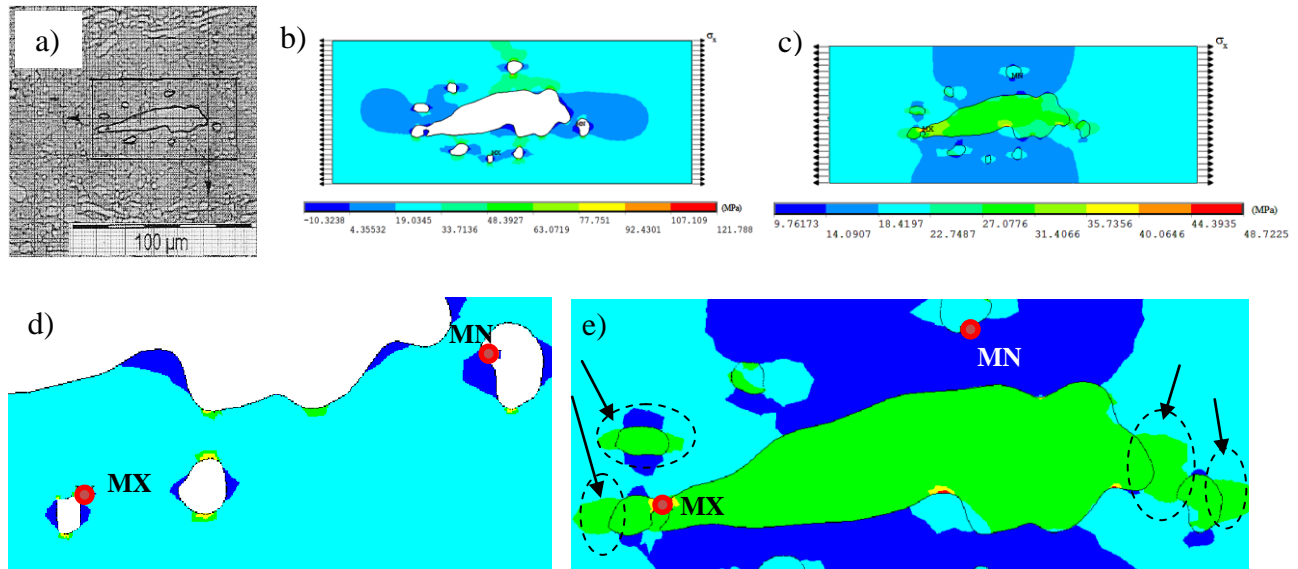 a)
100 µm
b)
σx
MX
-10.3238 4.35532 19.0345 33.7136 48.3927 63.0719 77.751 92.4301 107.109 121.788 (MPa)
c)
σx
MN
MX
9.76173 14.0907 18.4197 22.7487 27.0776 31.4066 35.7356 40.0646 44.3935 48.7225 (MPa)
d)
MN
MX
e)
MN
MX